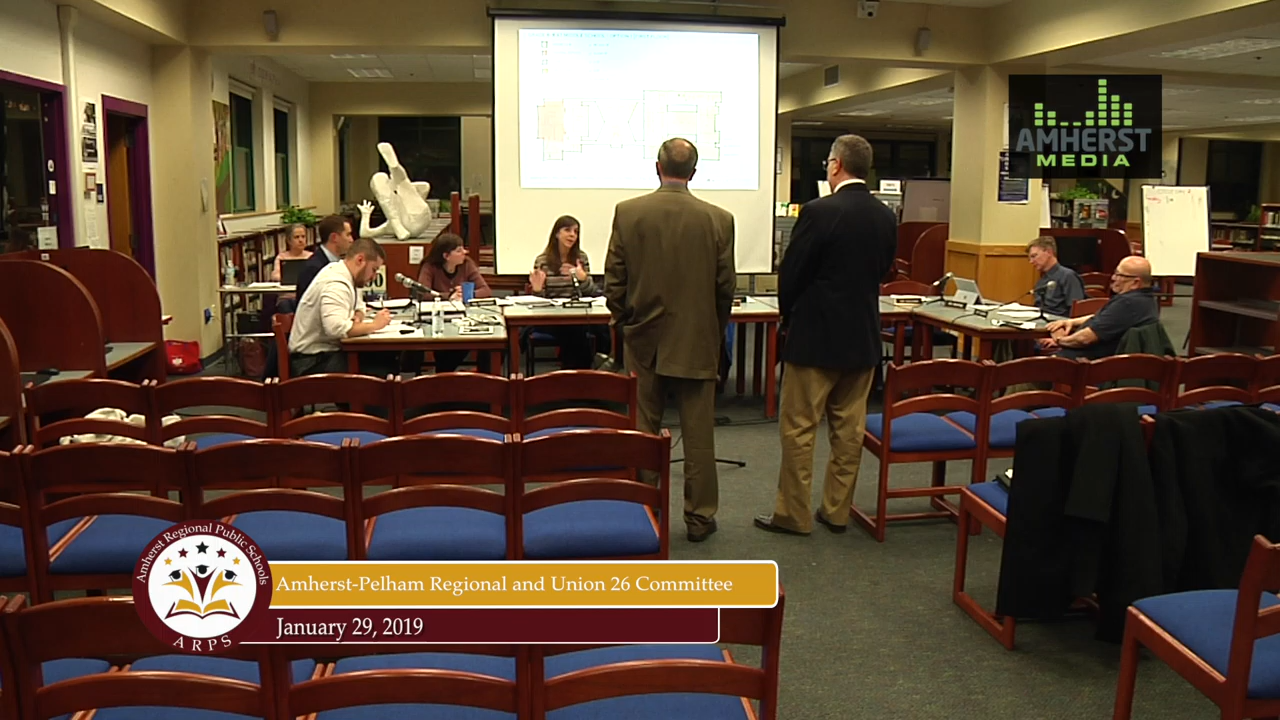 AMHERST
MEDIA
Amherst Regional Public Schools
ARPS
Amherst-Pelham Regional and Union 26 Committee
January 29, 2019